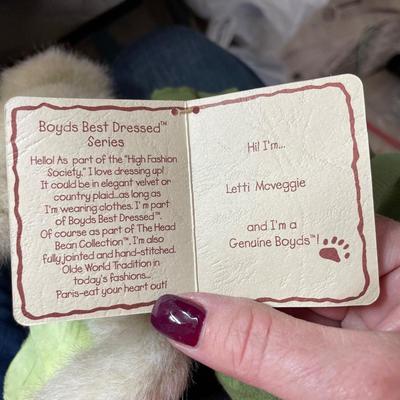 Boyds Best Dressed™
Series
Hello! As part of the "High Fashion
Society," I love dressing up!
It could be in elegant velvet or
country plaid...as long as
I'm wearing clothes. I'm part
of Boyds Best Dressed™.
Of course as part of The Head
Bean Collection™, I'm also
fully jointed and hand-stitched.
Olde World Tradition in
today's fashions...
Paris-eat your heart out!
Hi! I'm...
Letti Mcveggie
and I'm a
Genuine Boyds™!